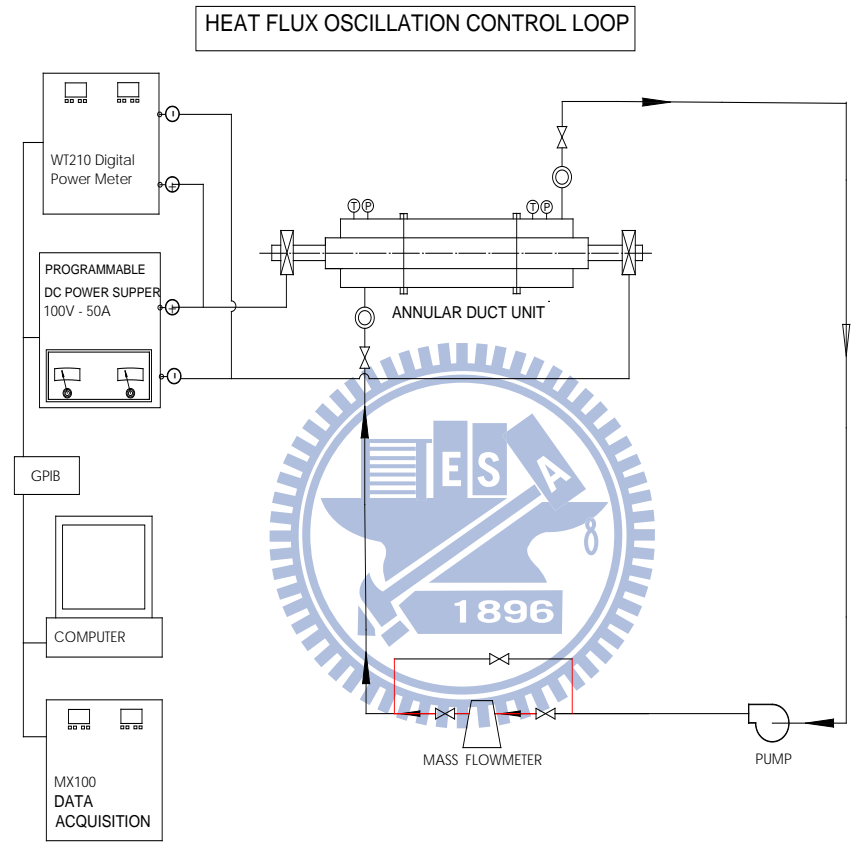 HEAT FLUX OSCILLATION CONTROL LOOP
WT210 Digital
Power Meter
T P
T P
PROGRAMMABLE
DC POWER SUPPER
100V - 50A
ANNULAR DUCT UNIT
GPIB
E S A
8
1896
COMPUTER
MASS FLOWMETER
PUMP
MX100
DATA
ACQUISITION